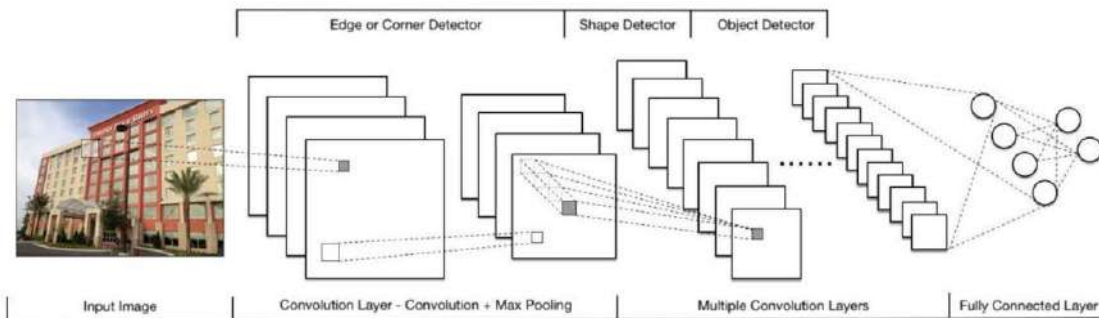 Edge or Corner Detector
Shape Detector
Object Detector
Input Image
Convolution Layer - Convolution + Max Pooling
Multiple Convolution Layers
Fully Connected Layer